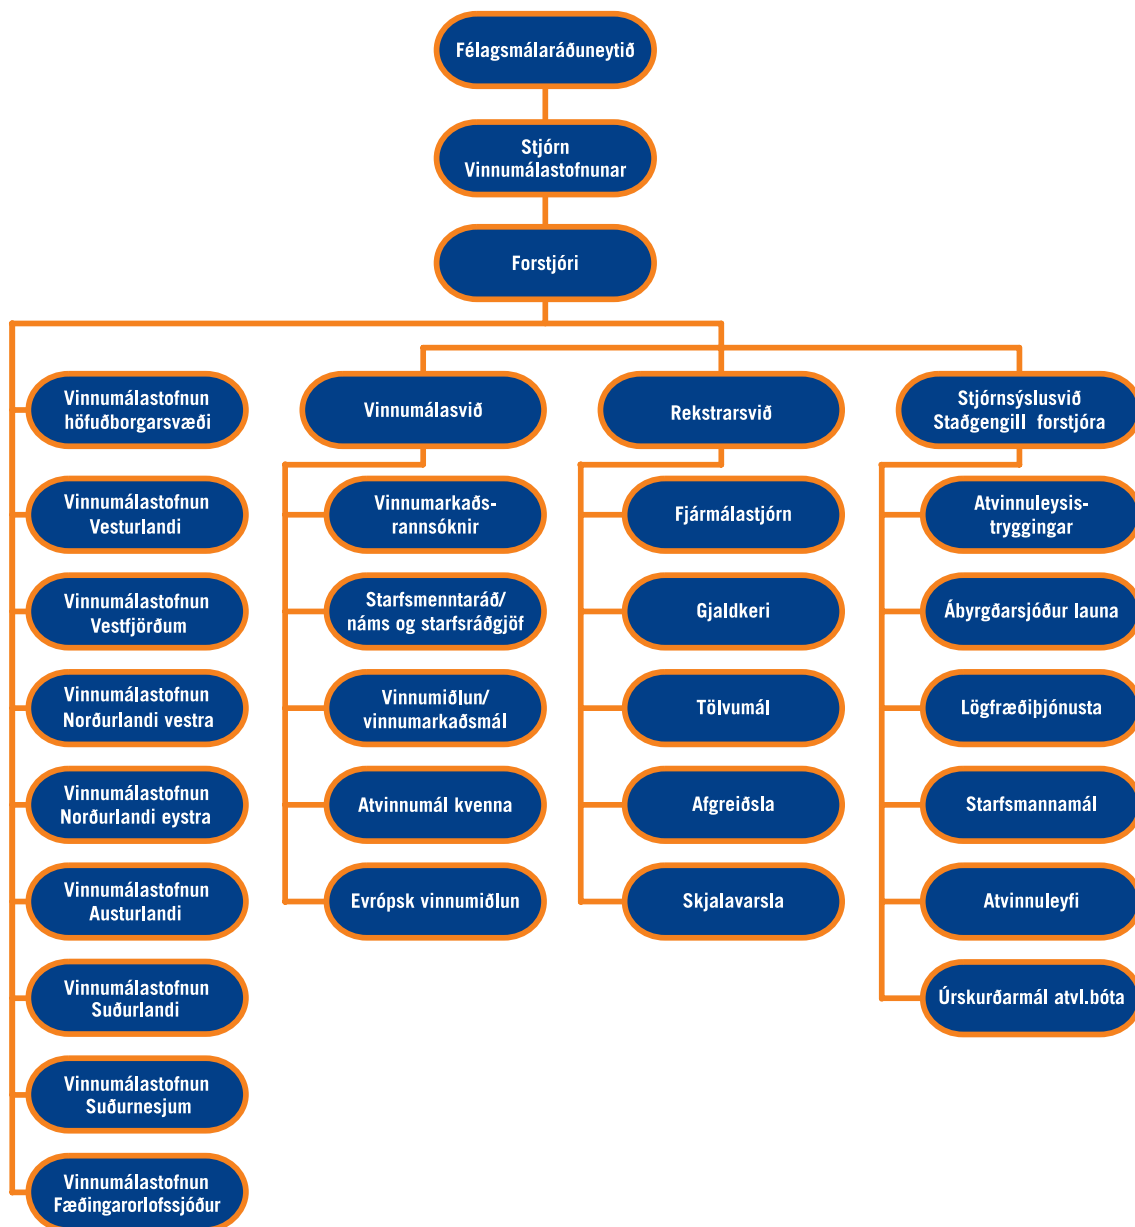 Félagsmálaráðuneytið
Stjórn
Vinnumálastofnunar
Forstjóri
Vinnumálastofnun
höfuðborgarsvæði
Vinnumálastofnun
Vesturlandi
Vinnumálastofnun
Vestfjörðum
Vinnumálastofnun
Norðurlandi vestra
Vinnumálastofnun
Norðurlandi eystra
Vinnumálastofnun
Austurlandi
Vinnumálastofnun
Suðurlandi
Vinnumálastofnun
Suðurnesjum
Vinnumálastofnun
Fæðingarorlofssjóður
Vinnumálasvið
Vinnumarkaðs-
rannsóknir
Starfsmenntaráð/
náms og starfsráðgjöf
Vinnumiðlun/
vinnumarkaðsmál
Atvinnumál kvenna
Evrópsk vinnumiðlun
Rekstrarsvið
Fjármálastjórn
Gjaldkeri
Tölvumál
Afgreiðsla
Skjalavarsla
Stjórnsýslusvið
Staðgengill forstjóra
Atvinnuleysis-
tryggingar
Ábyrgðarsjóður launa
Lögfræðiþjónusta
Starfsmannamál
Atvinnuleyfi
Úrskurðarmál atvl.bóta